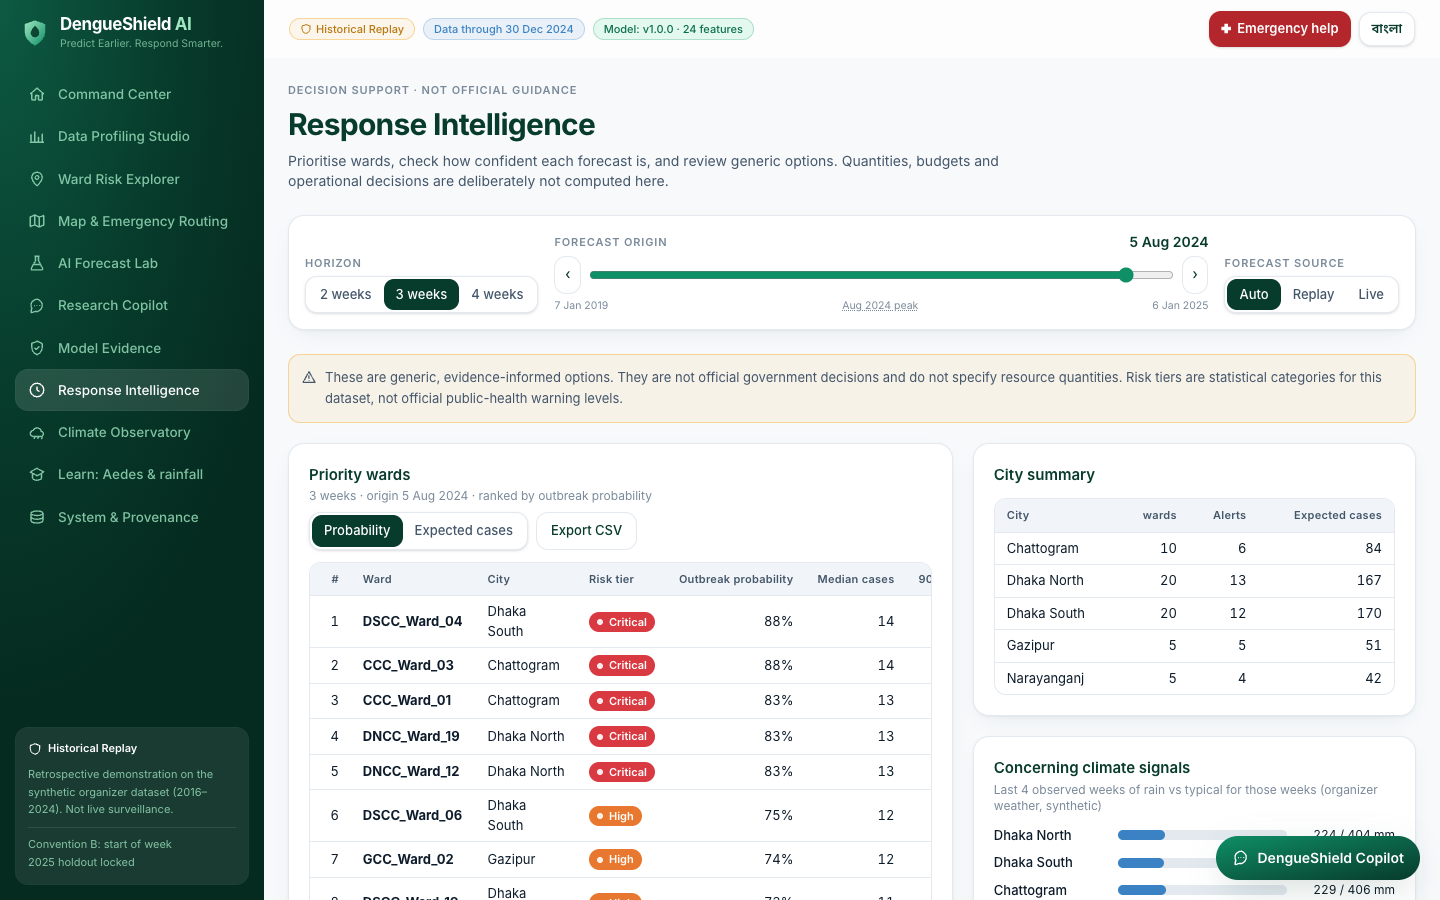 DengueShield AI
Predict Earlier. Respond Smarter.
Command Center
Data Profiling Studio
Ward Risk Explorer
Map & Emergency Routing
AI Forecast Lab
Research Copilot
Model Evidence
Response Intelligence
Climate Observatory
Learn: Aedes & rainfall
System & Provenance
Historical Replay
Retrospective demonstration on the
synthetic organizer dataset (2016–
2024). Not live surveillance.
Convention B: start of week
2025 holdout locked
Historical Replay
Data through 30 Dec 2024
Model: v1.0.0 · 24 features
Emergency help
বাংলা
DECISION SUPPORT · NOT OFFICIAL GUIDANCE
Response Intelligence
Prioritise wards, check how confident each forecast is, and review generic options. Quantities, budgets and
operational decisions are deliberately not computed here.
HORIZON
2 weeks 3 weeks 4 weeks
FORECAST ORIGIN 5 Aug 2024
‹ ›
7 Jan 2019 Aug 2024 peak 6 Jan 2025
FORECAST SOURCE
Auto Replay Live
These are generic, evidence-informed options. They are not official government decisions and do not specify resource quantities. Risk tiers are statistical categories for this
dataset, not official public-health warning levels.
Priority wards
3 weeks · origin 5 Aug 2024 · ranked by outbreak probability
Probability Expected cases Export CSV
# Ward City Risk tier Outbreak probability Median cases 90
1 DSCC_Ward_04 Dhaka South Critical 88% 14
2 CCC_Ward_03 Chattogram Critical 88% 14
3 CCC_Ward_01 Chattogram Critical 83% 14
4 DNCC_Ward_19 Dhaka North Critical 83% 13
5 DNCC_Ward_12 Dhaka North Critical 83% 13
6 DSCC_Ward_06 Dhaka South High 75% 12
7 GCC_Ward_02 Gazipur High 74% 12
Dhaka
City summary
City wards Alerts Expected cases
Chattogram 10 6 84
Dhaka North 20 13 167
Dhaka South 20 12 170
Gazipur 5 5 51
Narayanganj 5 4 42
Concerning climate signals
Last 4 observed weeks of rain vs typical for those weeks (organizer
weather, synthetic)
Dhaka North 224 / 404 mm
Dhaka South
Chattogram 229 / 406 mm
DengueShield Copilot